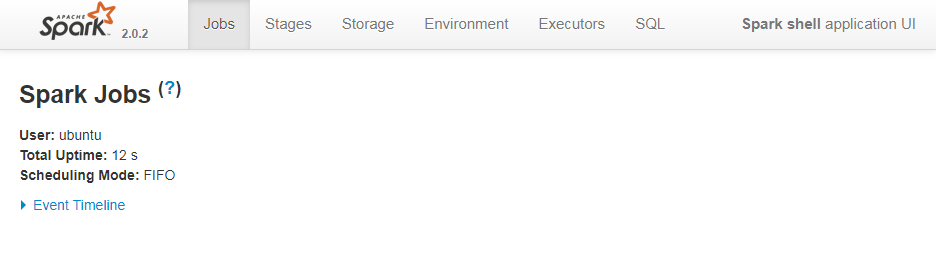 APACHE
Spark 2.0.2 Jobs Stages Storage Environment Executors SQL Spark shell application UI
Spark Jobs (?)
User: ubuntu
Total Uptime: 12 s
Scheduling Mode: FIFO
Event Timeline